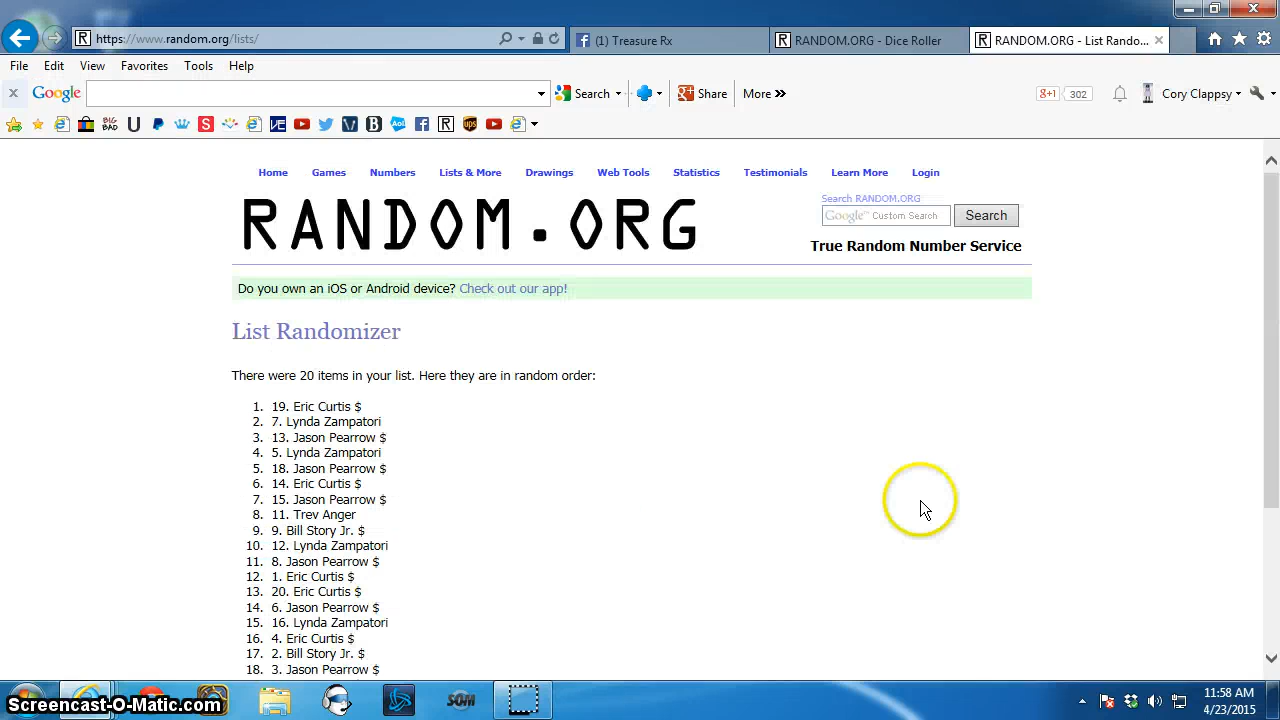 https://www.random.org/lists/
(1) Treasure Rx
RANDOM.ORG - Dice Roller
RANDOM.ORG - List Rando...
File Edit View Favorites Tools Help
Google
Search
Share
More »
g+1 302
Cory Clappsy
BIG BAD
Aol.
ups
Home Games Numbers Lists & More Drawings Web Tools Statistics Testimonials Learn More Login
RANDOM.ORG
Search RANDOM.ORG
Google™ Custom Search
Search
True Random Number Service
Do you own an iOS or Android device? Check out our app!
List Randomizer
There were 20 items in your list. Here they are in random order:
1. 19. Eric Curtis $
2. 7. Lynda Zampatori
3. 13. Jason Pearrow $
4. 5. Lynda Zampatori
5. 18. Jason Pearrow $
6. 14. Eric Curtis $
7. 15. Jason Pearrow $
8. 11. Trev Anger
9. 9. Bill Story Jr. $
10. 12. Lynda Zampatori
11. 8. Jason Pearrow $
12. 1. Eric Curtis $
13. 20. Eric Curtis $
14. 6. Jason Pearrow $
15. 16. Lynda Zampatori
16. 4. Eric Curtis $
17. 2. Bill Story Jr. $
18. 3. Jason Pearrow $
Screencast-O-Matic.com
SOM
11:58 AM
4/23/2015